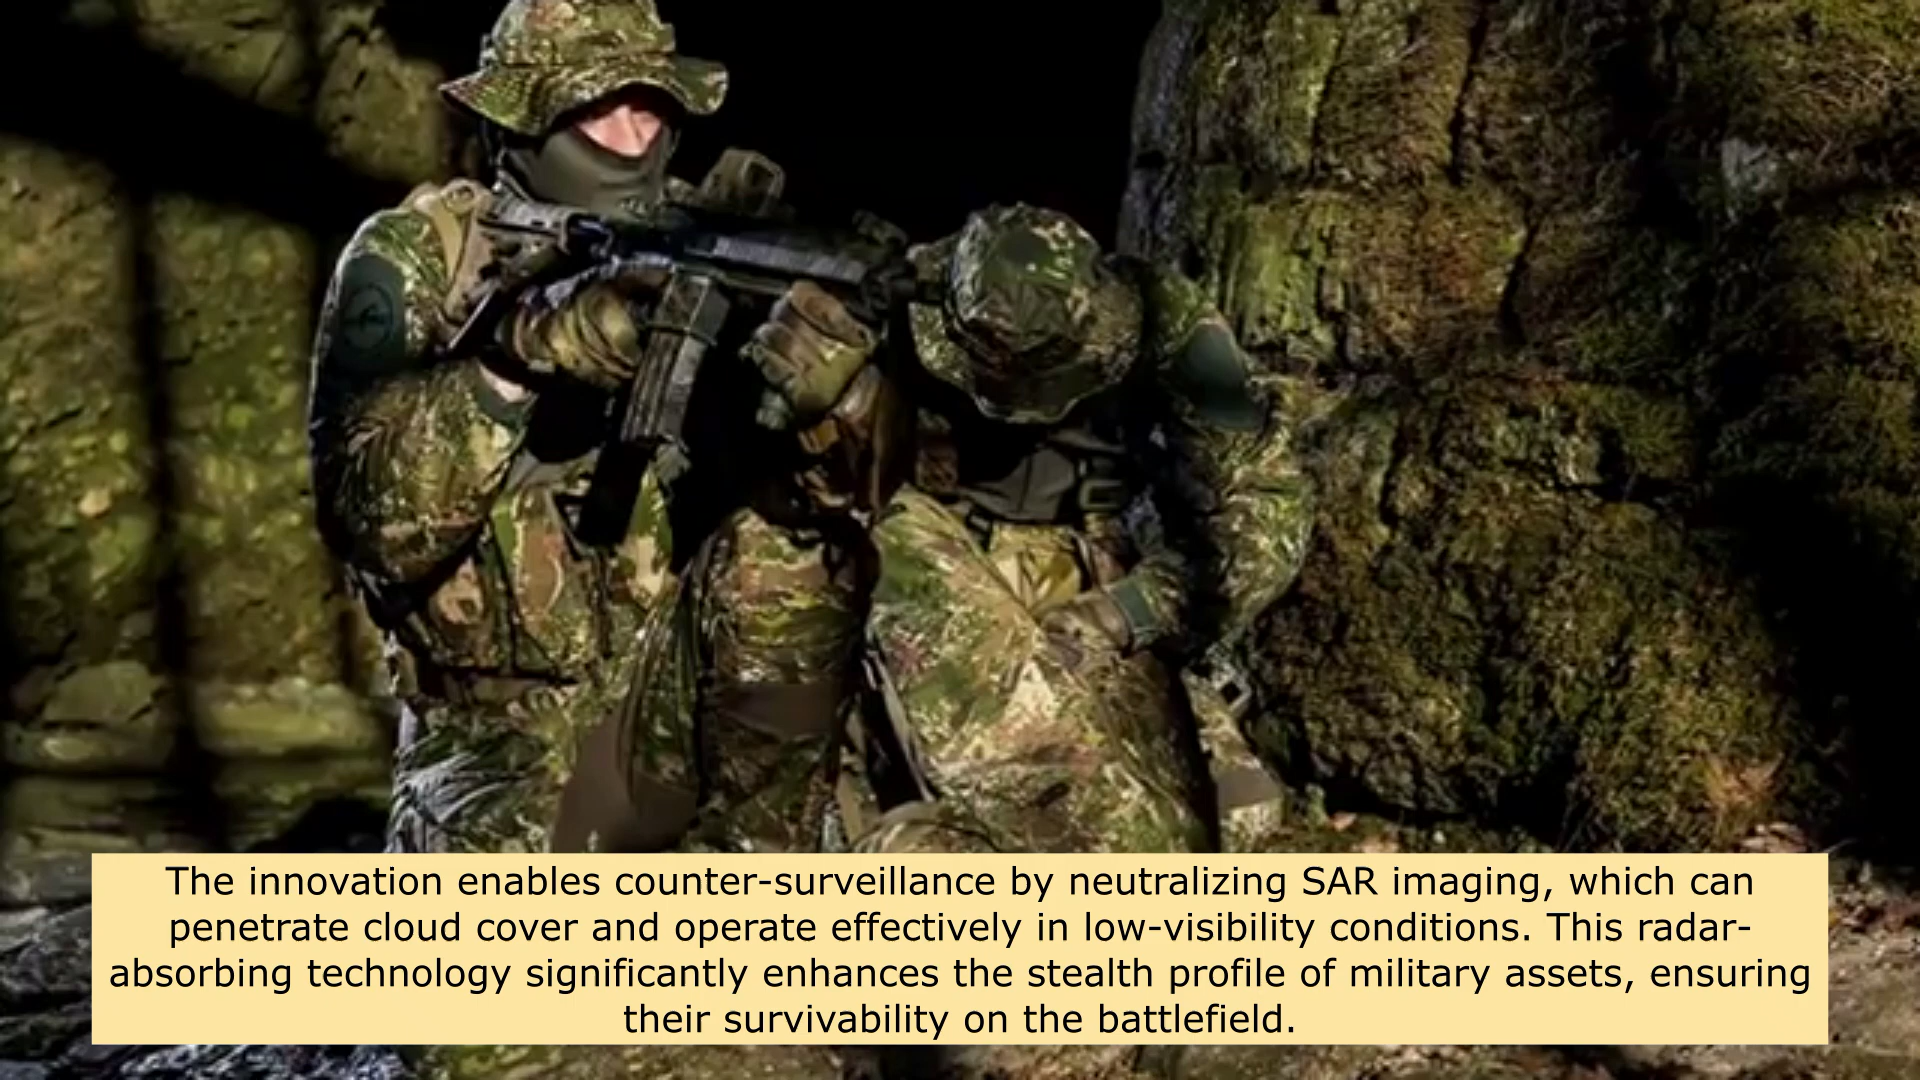 The innovation enables counter-surveillance by neutralizing SAR imaging, which can
penetrate cloud cover and operate effectively in low-visibility conditions. This radar-
absorbing technology significantly enhances the stealth profile of military assets, ensuring
their survivability on the battlefield.